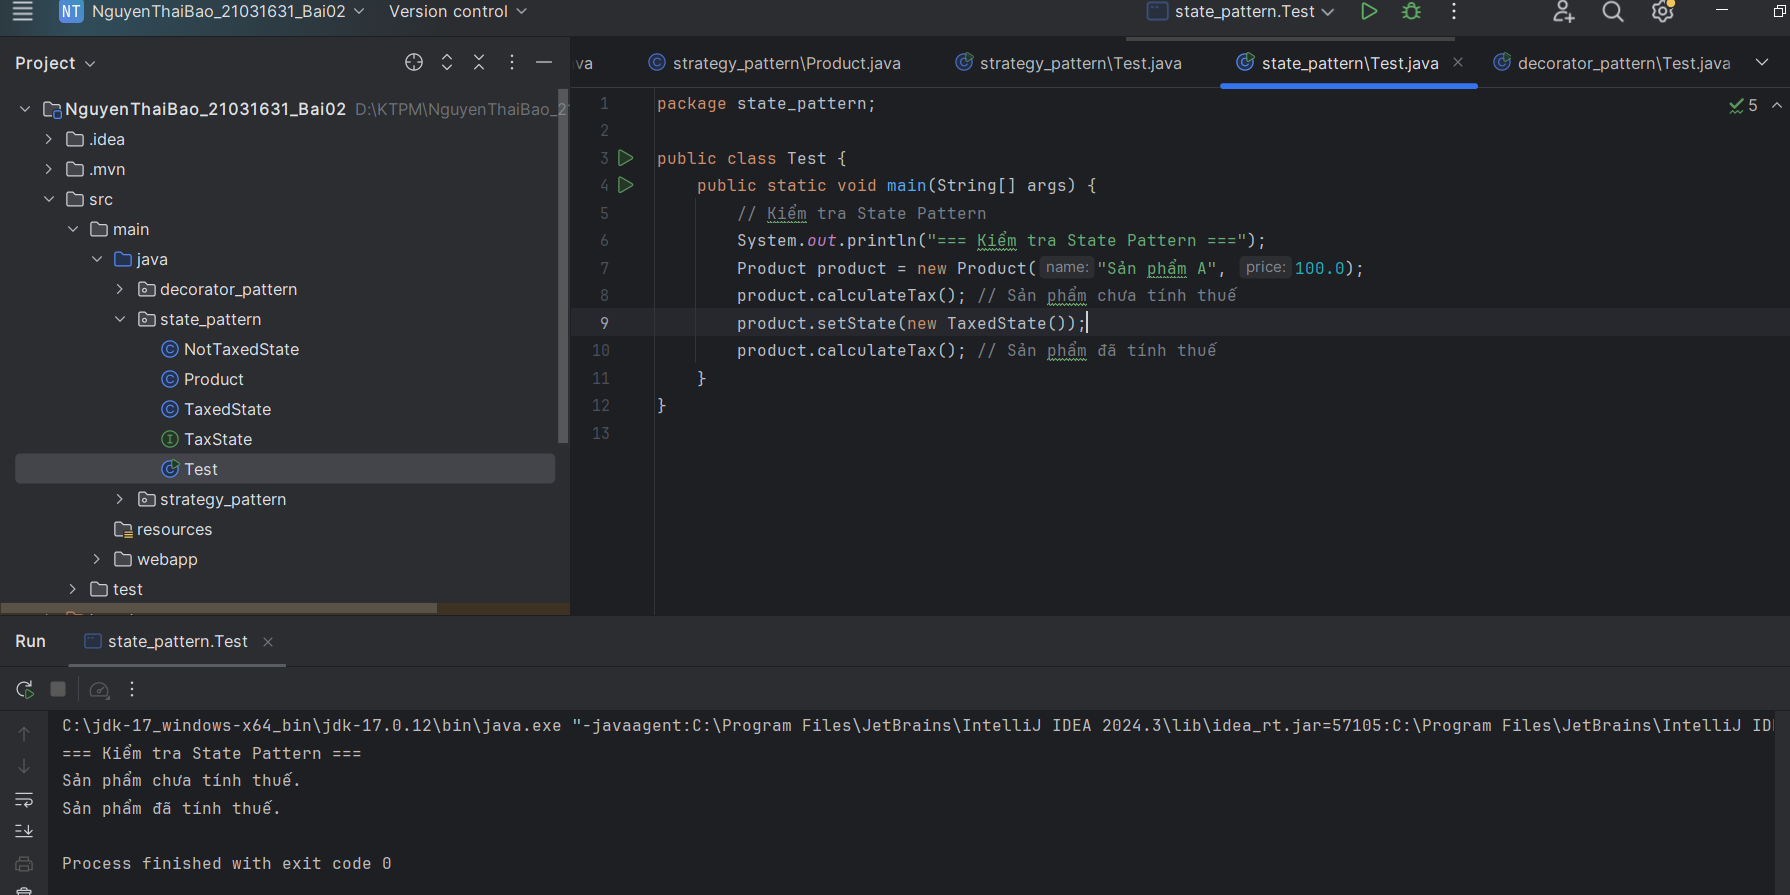 NT NguyenThaiBao_21031631_Bai02 Version control state_pattern.Test
Project
va strategy_pattern\Product.java strategy_pattern\Test.java state_pattern\Test.java decorator_pattern\Test.java
NguyenThaiBao_21031631_Bai02 D:\KTPM\NguyenThaiBao_2
.idea
.mvn
src
main
java
decorator_pattern
state_pattern
NotTaxedState
Product
TaxedState
TaxState
Test
strategy_pattern
resources
webapp
test
5
1 package state_pattern;
2
3 public class Test {
4 public static void main(String[] args) {
5 // Kiểm tra State Pattern
6 System.out.println("=== Kiểm tra State Pattern ===");
7 Product product = new Product( name: "Sản phẩm A", price: 100.0);
8 product.calculateTax(); // Sản phẩm chưa tính thuế
9 product.setState(new TaxedState());
10 product.calculateTax(); // Sản phẩm đã tính thuế
11 }
12 }
13
Run state_pattern.Test
C:\jdk-17_windows-x64_bin\jdk-17.0.12\bin\java.exe "-javaagent:C:\Program Files\JetBrains\IntelliJ IDEA 2024.3\lib\idea_rt.jar=57105:C:\Program Files\JetBrains\IntelliJ ID
=== Kiểm tra State Pattern ===
Sản phẩm chưa tính thuế.
Sản phẩm đã tính thuế.
Process finished with exit code 0